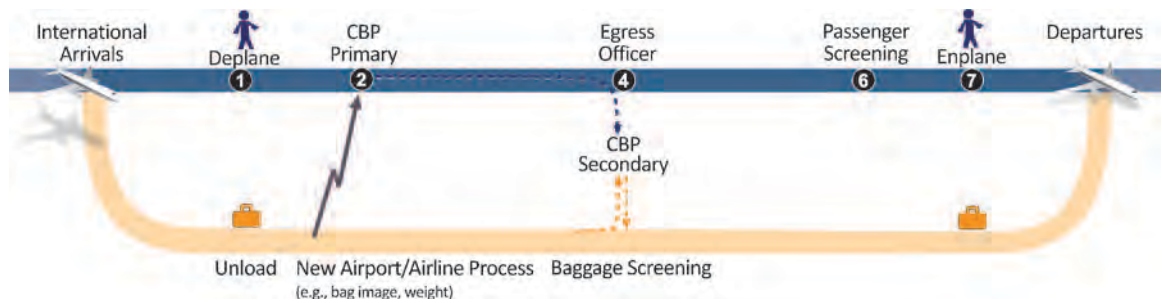 International
Arrivals
Deplane
CBP
Primary
Egress
Officer
Passenger
Screening
Enplane
Departures
1
2
4
6
7
CBP
Secondary
Unload
New Airport/Airline Process
(e.g., bag image, weight)
Baggage Screening